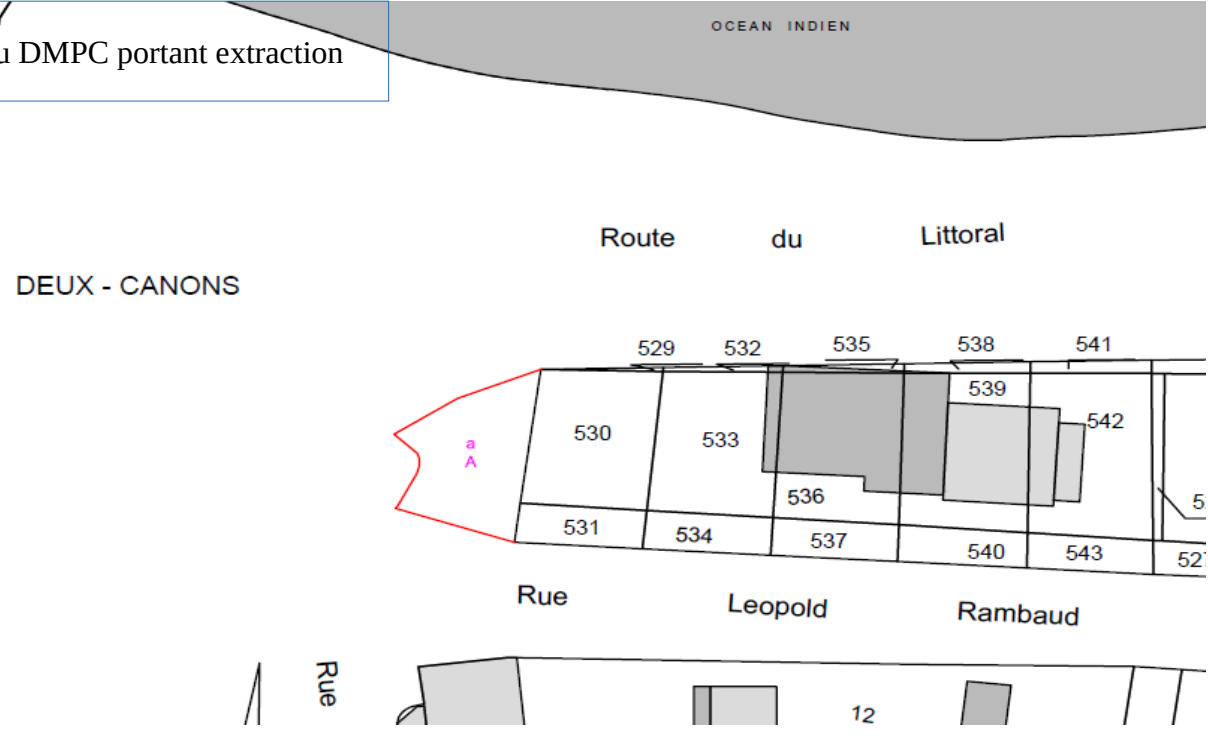 OCEAN INDIEN
DMPC portant extraction
Route du Littoral
DEUX - CANONS
529 532 535 538 541
539
542
530
533
a
A
536
531
534
537
540
543
Rue Leopold Rambaud
Rue
12